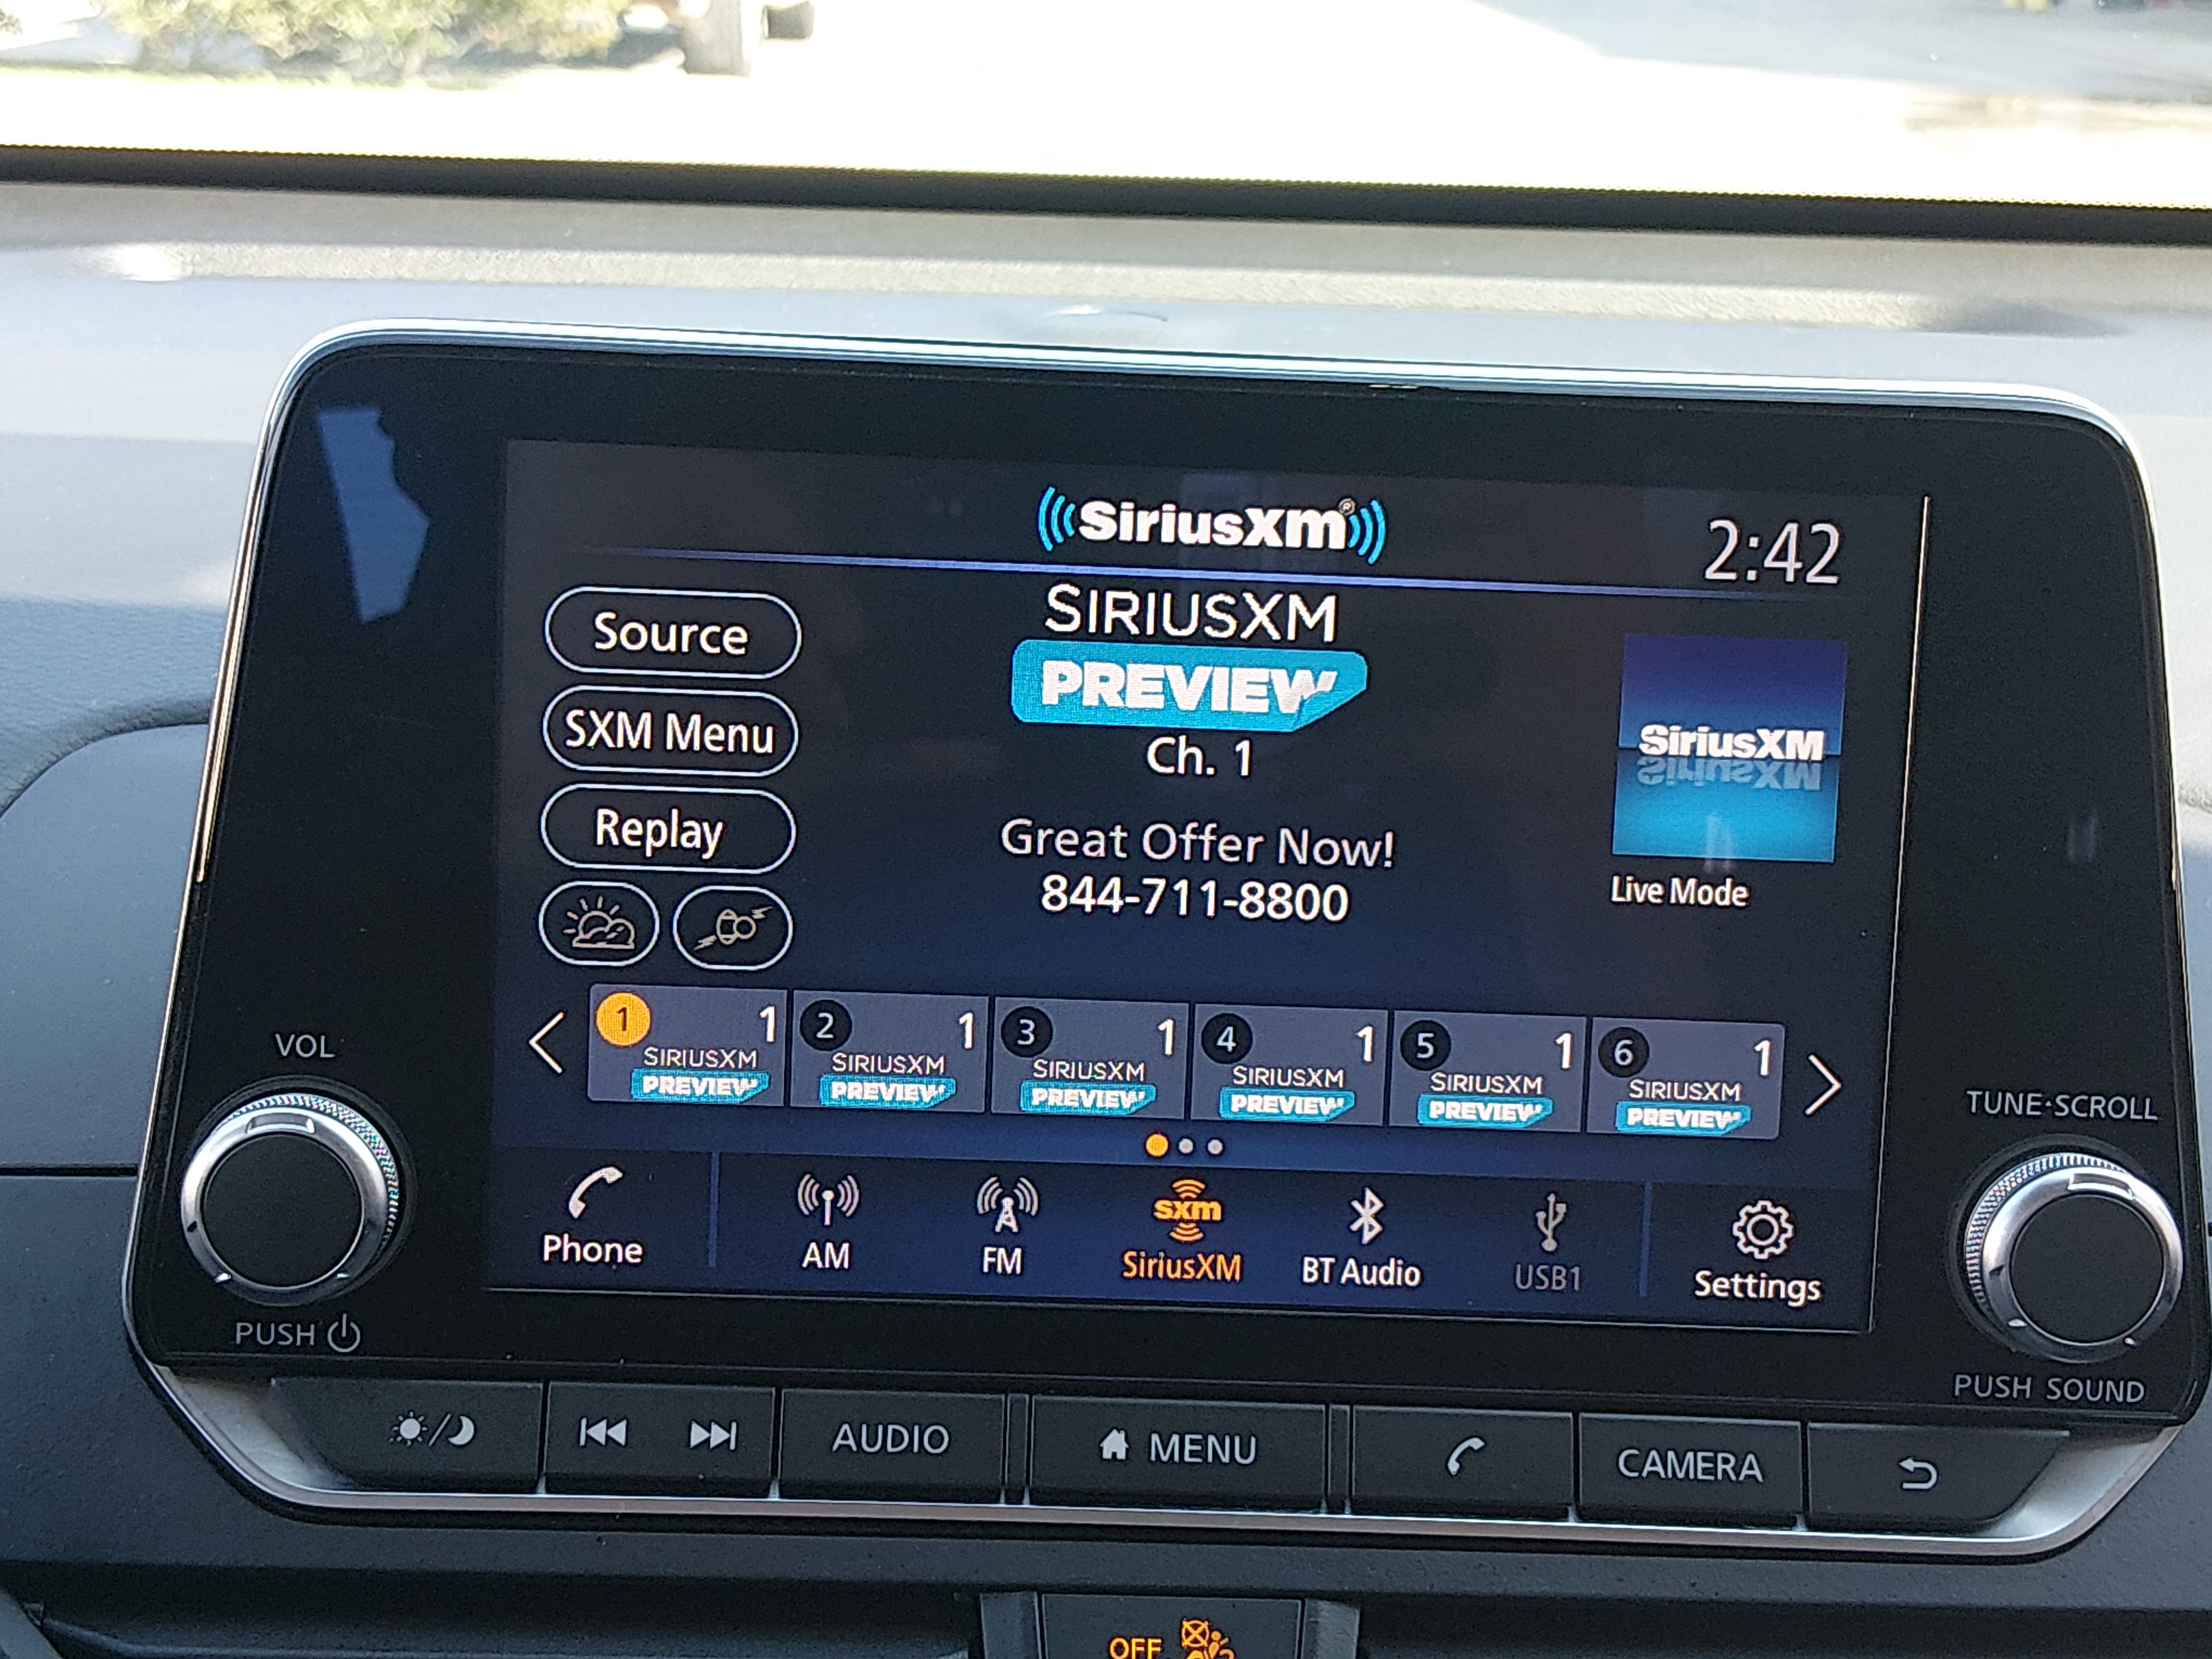 SiriusXM®
2:42
Source
SXM Menu
Replay
SIRIUSXM
PREVIEW
Ch. 1
Great Offer Now!
844-711-8800
SiriusXM
SiriusXM
Live Mode
1 1
SIRIUSXM
PREVIEW
2 1
SIRIUSXM
PREVIEW
3 1
SIRIUSXM
PREVIEW
4 1
SIRIUSXM
PREVIEW
5 1
SIRIUSXM
PREVIEW
6 1
SIRIUSXM
PREVIEW
Phone
AM
FM
sxm
SiriusXM
BT Audio
USB1
Settings
VOL
PUSH
TUNE·SCROLL
PUSH SOUND
AUDIO
MENU
CAMERA
OFF